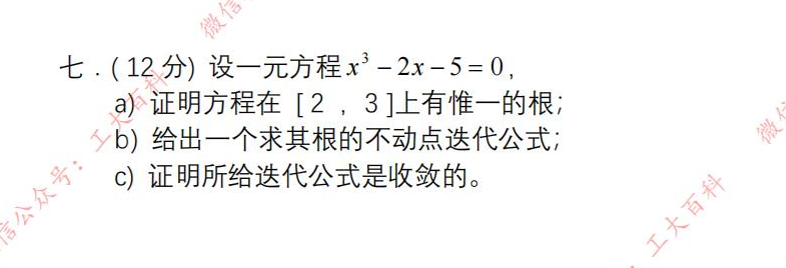 微信
七．(12分) 设一元方程 x³ − 2x − 5 = 0，
a) 证明方程在 [2 , 3]上有惟一的根；
b) 给出一个求其根的不动点迭代公式；
c) 证明所给迭代公式是收敛的。
信公众号：工大百科
微信
工大百科